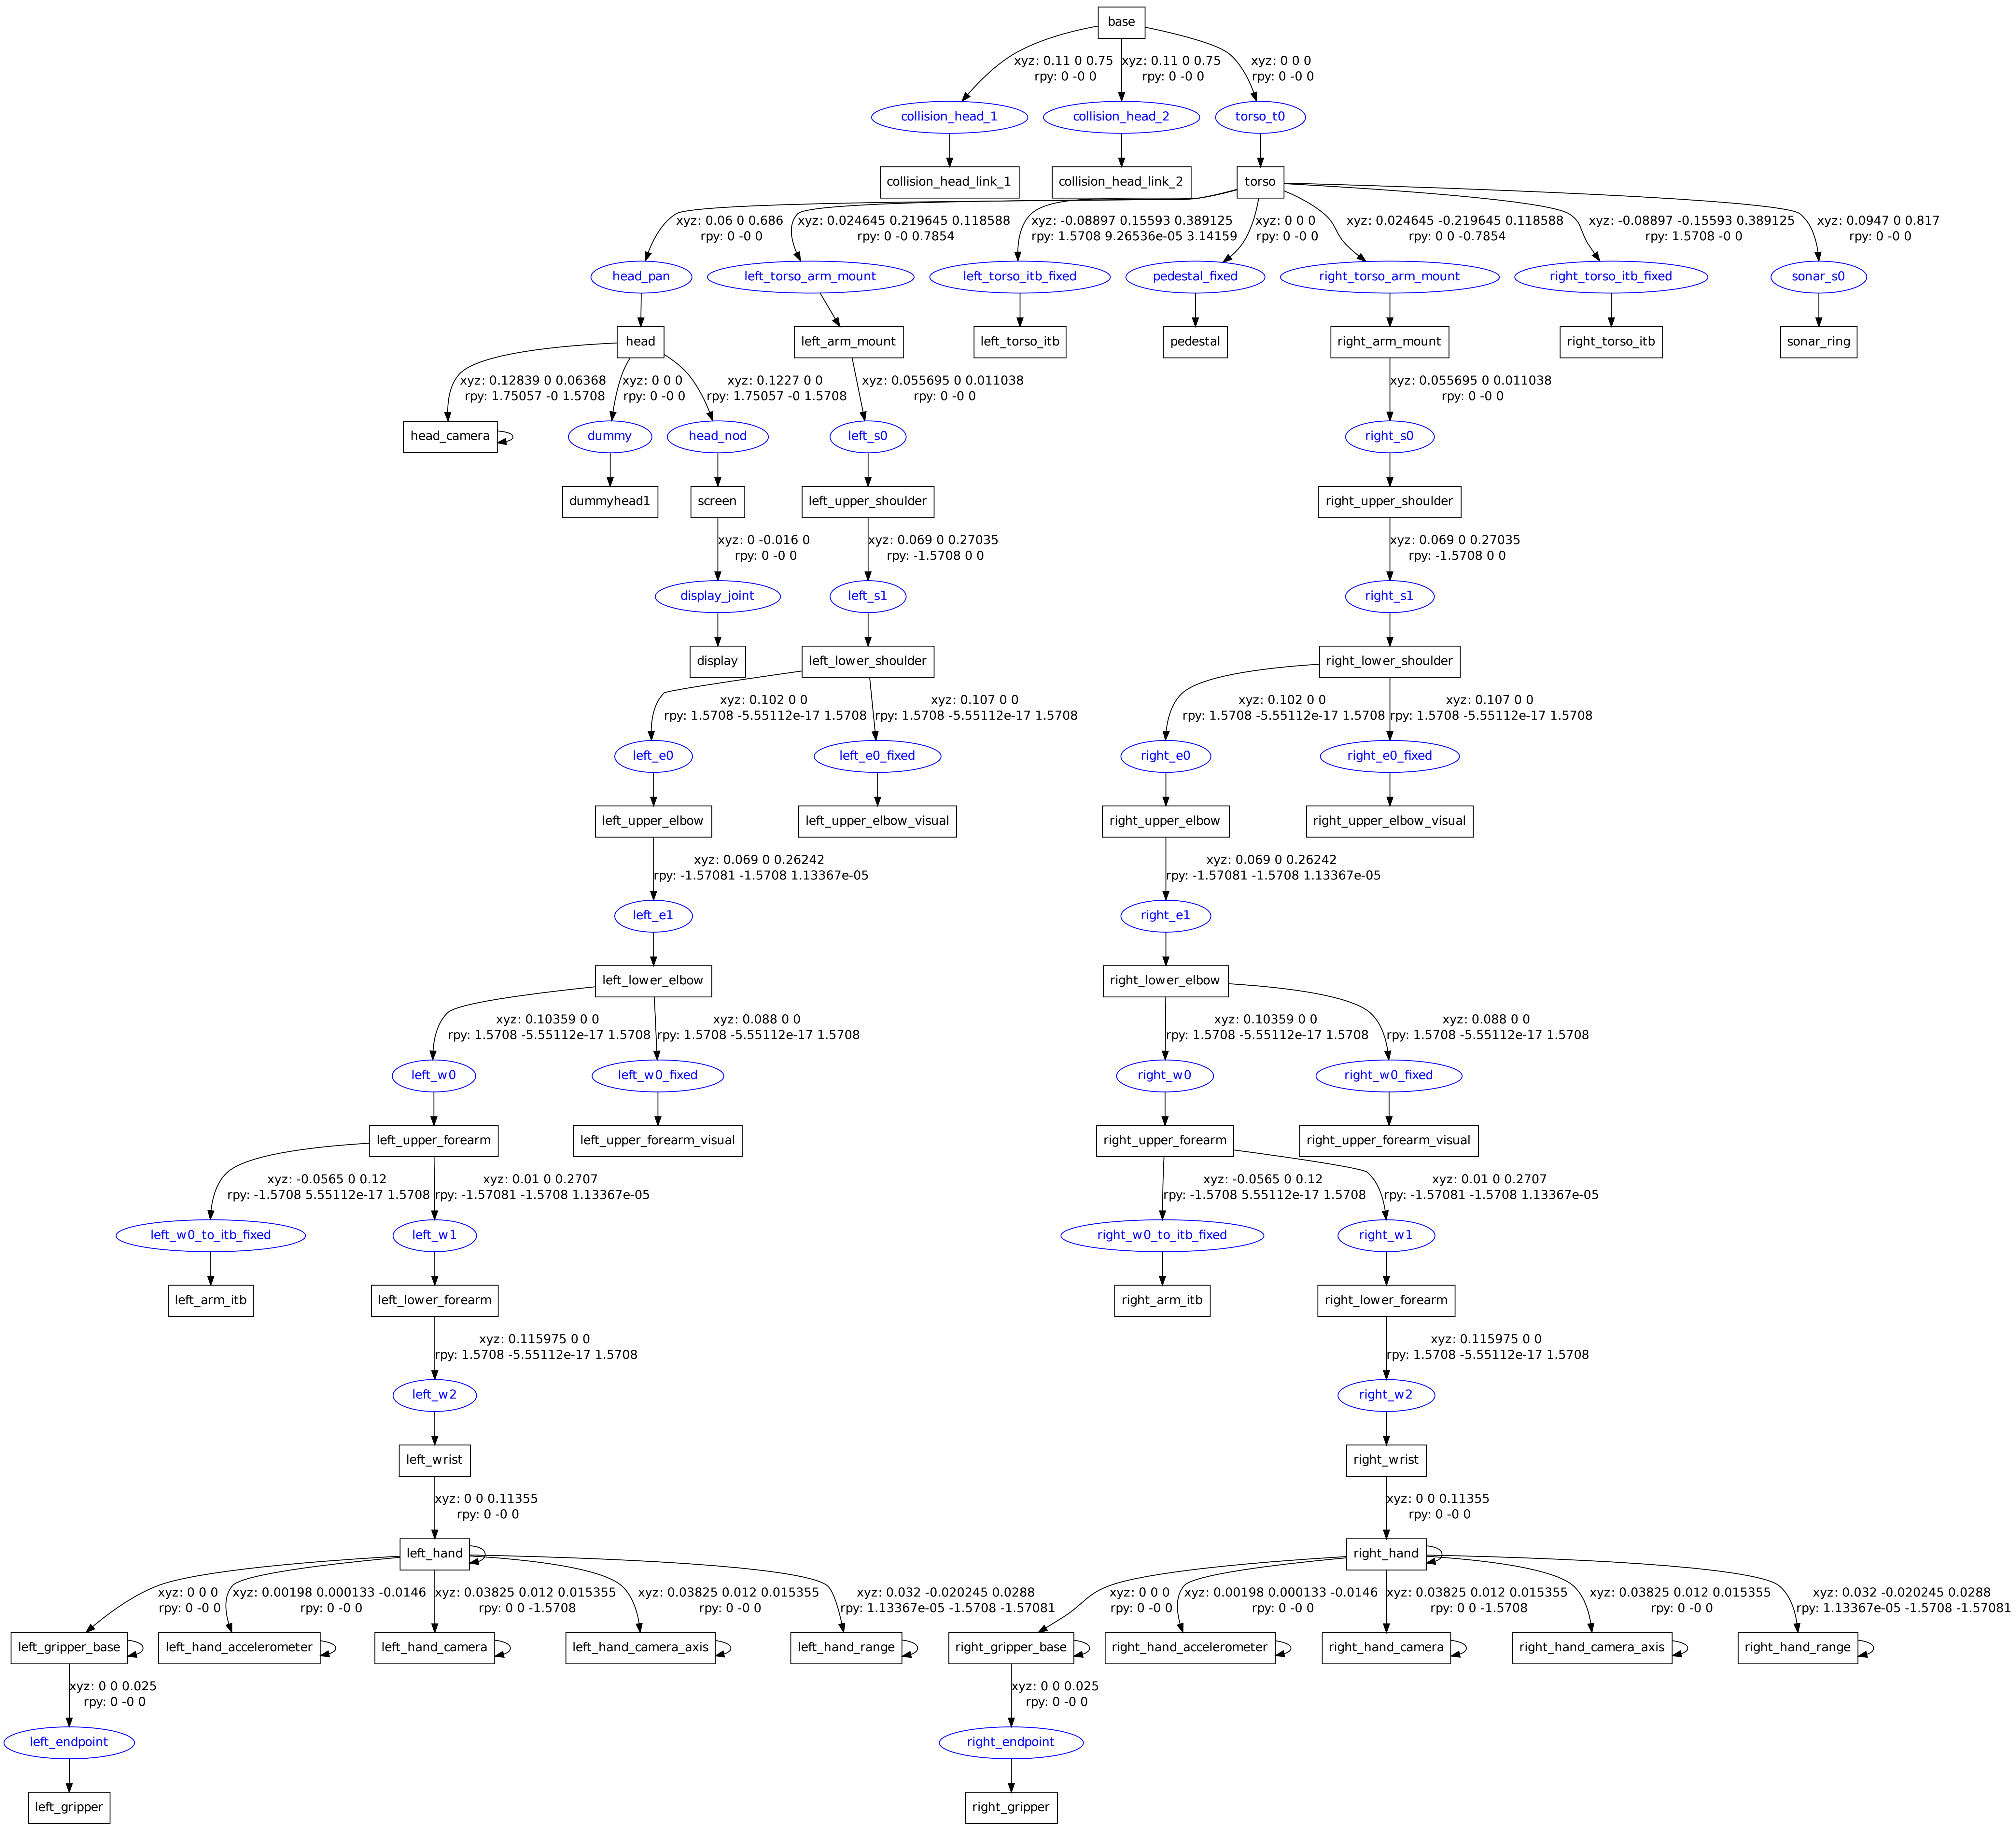 base
xyz: 0.11 0 0.75
rpy: 0 -0 0
xyz: 0.11 0 0.75
rpy: 0 -0 0
xyz: 0 0 0
rpy: 0 -0 0
collision_head_1
collision_head_2
torso_t0
collision_head_link_1
collision_head_link_2
torso
xyz: 0.06 0 0.686
rpy: 0 -0 0
xyz: 0.024645 0.219645 0.118588
rpy: 0 -0 0.7854
xyz: -0.08897 0.15593 0.389125
rpy: 1.5708 9.26536e-05 3.14159
xyz: 0 0 0
rpy: 0 -0 0
xyz: 0.024645 -0.219645 0.118588
rpy: 0 0 -0.7854
xyz: -0.08897 -0.15593 0.389125
rpy: 1.5708 -0 0
xyz: 0.0947 0 0.817
rpy: 0 -0 0
head_pan
left_torso_arm_mount
left_torso_itb_fixed
pedestal_fixed
right_torso_arm_mount
right_torso_itb_fixed
sonar_s0
head
left_arm_mount
left_torso_itb
pedestal
right_arm_mount
right_torso_itb
sonar_ring
xyz: 0.12839 0 0.06368
rpy: 1.75057 -0 1.5708
xyz: 0 0 0
rpy: 0 -0 0
xyz: 0.1227 0 0
rpy: 1.75057 -0 1.5708
xyz: 0.055695 0 0.011038
rpy: 0 -0 0
xyz: 0.055695 0 0.011038
rpy: 0 -0 0
head_camera
dummy
head_nod
left_s0
right_s0
dummyhead1
screen
left_upper_shoulder
right_upper_shoulder
xyz: 0 -0.016 0
rpy: 0 -0 0
xyz: 0.069 0 0.27035
rpy: -1.5708 0 0
xyz: 0.069 0 0.27035
rpy: -1.5708 0 0
display_joint
left_s1
right_s1
display
left_lower_shoulder
right_lower_shoulder
xyz: 0.102 0 0
rpy: 1.5708 -5.55112e-17 1.5708
xyz: 0.107 0 0
rpy: 1.5708 -5.55112e-17 1.5708
xyz: 0.102 0 0
rpy: 1.5708 -5.55112e-17 1.5708
xyz: 0.107 0 0
rpy: 1.5708 -5.55112e-17 1.5708
left_e0
left_e0_fixed
right_e0
right_e0_fixed
left_upper_elbow
left_upper_elbow_visual
right_upper_elbow
right_upper_elbow_visual
xyz: 0.069 0 0.26242
rpy: -1.57081 -1.5708 1.13367e-05
xyz: 0.069 0 0.26242
rpy: -1.57081 -1.5708 1.13367e-05
left_e1
right_e1
left_lower_elbow
right_lower_elbow
xyz: 0.10359 0 0
rpy: 1.5708 -5.55112e-17 1.5708
xyz: 0.088 0 0
rpy: 1.5708 -5.55112e-17 1.5708
xyz: 0.10359 0 0
rpy: 1.5708 -5.55112e-17 1.5708
xyz: 0.088 0 0
rpy: 1.5708 -5.55112e-17 1.5708
left_w0
left_w0_fixed
right_w0
right_w0_fixed
left_upper_forearm
left_upper_forearm_visual
right_upper_forearm
right_upper_forearm_visual
xyz: -0.0565 0 0.12
rpy: -1.5708 5.55112e-17 1.5708
xyz: 0.01 0 0.2707
rpy: -1.57081 -1.5708 1.13367e-05
xyz: -0.0565 0 0.12
rpy: -1.5708 5.55112e-17 1.5708
xyz: 0.01 0 0.2707
rpy: -1.57081 -1.5708 1.13367e-05
left_w0_to_itb_fixed
left_w1
right_w0_to_itb_fixed
right_w1
left_arm_itb
left_lower_forearm
right_arm_itb
right_lower_forearm
xyz: 0.115975 0 0
rpy: 1.5708 -5.55112e-17 1.5708
xyz: 0.115975 0 0
rpy: 1.5708 -5.55112e-17 1.5708
left_w2
right_w2
left_wrist
right_wrist
xyz: 0 0 0.11355
rpy: 0 -0 0
xyz: 0 0 0.11355
rpy: 0 -0 0
left_hand
right_hand
xyz: 0 0 0
rpy: 0 -0 0
xyz: 0.00198 0.000133 -0.0146
rpy: 0 -0 0
xyz: 0.03825 0.012 0.015355
rpy: 0 0 -1.5708
xyz: 0.03825 0.012 0.015355
rpy: 0 -0 0
xyz: 0.032 -0.020245 0.0288
rpy: 1.13367e-05 -1.5708 -1.57081
xyz: 0 0 0
rpy: 0 -0 0
xyz: 0.00198 0.000133 -0.0146
rpy: 0 -0 0
xyz: 0.03825 0.012 0.015355
rpy: 0 0 -1.5708
xyz: 0.03825 0.012 0.015355
rpy: 0 -0 0
xyz: 0.032 -0.020245 0.0288
rpy: 1.13367e-05 -1.5708 -1.57081
left_gripper_base
left_hand_accelerometer
left_hand_camera
left_hand_camera_axis
left_hand_range
right_gripper_base
right_hand_accelerometer
right_hand_camera
right_hand_camera_axis
right_hand_range
xyz: 0 0 0.025
rpy: 0 -0 0
xyz: 0 0 0.025
rpy: 0 -0 0
left_endpoint
right_endpoint
left_gripper
right_gripper